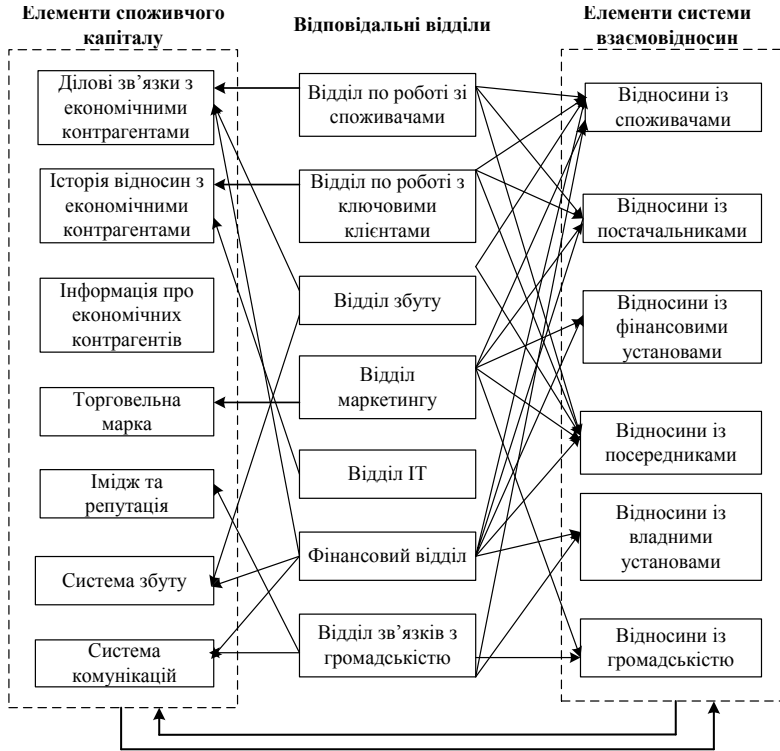 Елементи споживчого
капіталу
Ділові зв’язки з
економічними
контрагентами
Історія відносин з
економічними
контрагентами
Інформація про
економічних
контрагентів
Торговельна
марка
Імідж та
репутація
Система збуту
Система
комунікацій
Відповідальні відділи
Відділ по роботі зі
споживачами
Відділ по роботі з
ключовими
клієнтами
Відділ збуту
Відділ
маркетингу
Відділ ІТ
Фінансовий відділ
Відділ зв’язків з
громадськістю
Елементи системи
взаємовідносин
Відносини із
споживачами
Відносини із
постачальниками
Відносини із
фінансовими
установами
Відносини із
посередниками
Відносини із
владними
установами
Відносини із
громадськістю